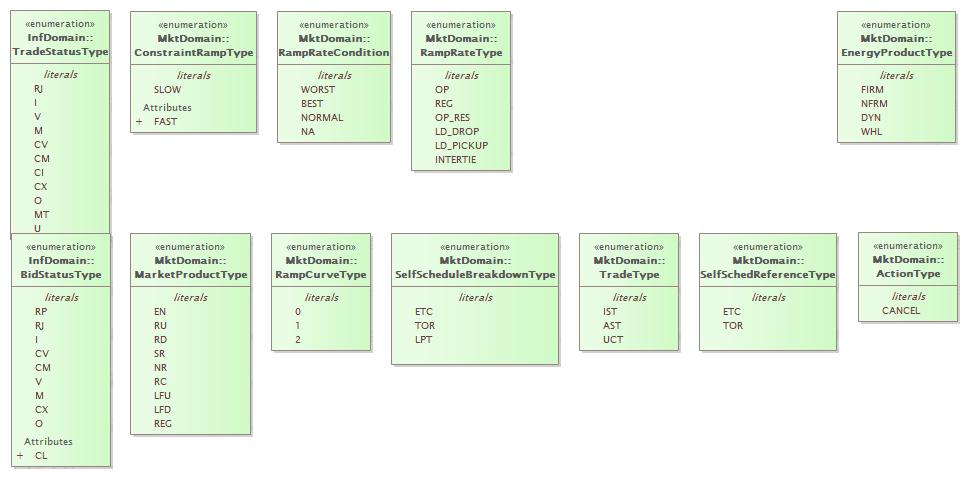 «enumeration»
InfDomain::
TradeStatusType
literals
RJ
I
V
M
CV
CM
CI
CX
O
MT
U
«enumeration»
MktDomain::
ConstraintRampType
literals
SLOW
Attributes
+ FAST
«enumeration»
MktDomain::
RampRateCondition
literals
WORST
BEST
NORMAL
NA
«enumeration»
MktDomain::
RampRateType
literals
OP
REG
OP_RES
LD_DROP
LD_PICKUP
INTERTIE
«enumeration»
MktDomain::
EnergyProductType
literals
FIRM
NFRM
DYN
WHL
«enumeration»
InfDomain::
BidStatusType
literals
RP
RJ
I
CV
CM
V
M
CX
O
Attributes
+ CL
«enumeration»
MktDomain::
MarketProductType
literals
EN
RU
RD
SR
NR
RC
LFU
LFD
REG
«enumeration»
MktDomain::
RampCurveType
literals
0
1
2
«enumeration»
MktDomain::
SelfScheduleBreakdownType
literals
ETC
TOR
LPT
«enumeration»
MktDomain::
TradeType
literals
IST
AST
UCT
«enumeration»
MktDomain::
SelfSchedReferenceType
literals
ETC
TOR
«enumeration»
MktDomain::
ActionType
literals
CANCEL